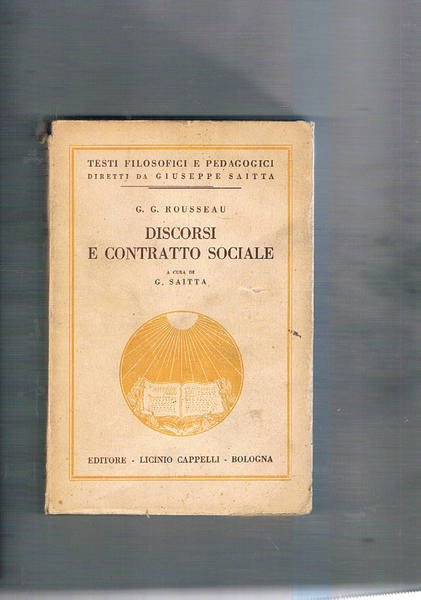 TESTI FILOSOFICI E PEDAGOGICI
DIRETTI DA GIUSEPPE SAITTA
G. G. ROUSSEAU
DISCORSI
E CONTRATTO SOCIALE
A CURA DI
G. SAITTA
EDITORE - LICINIO CAPPELLI - BOLOGNA